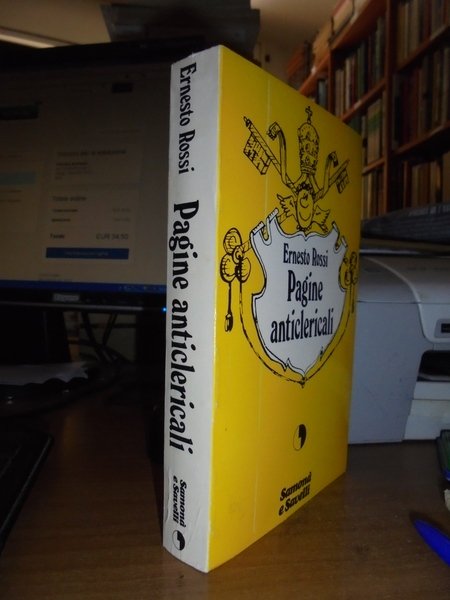 Ernesto Rossi
Pagine anticlericali
Samonà
e Savelli
Ernesto Rossi
Pagine
anticlericali
Samonà
e Savelli